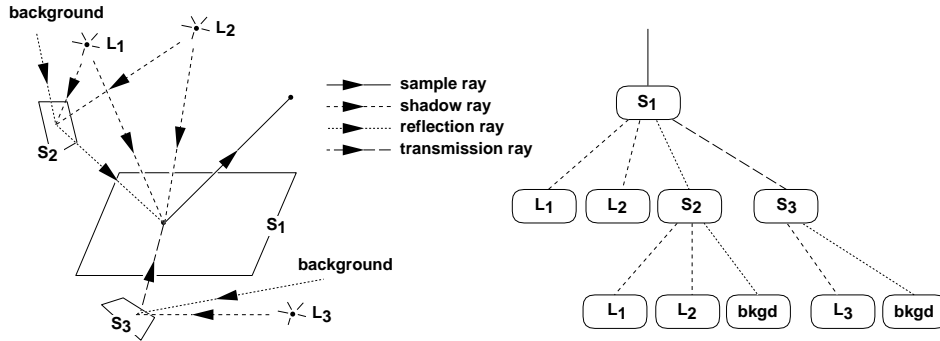 background
L1
L2
S2
S1
background
S3
L3
sample ray
shadow ray
reflection ray
transmission ray
S1
L1 L2 S2 S3
L1 L2 bkgd L3 bkgd